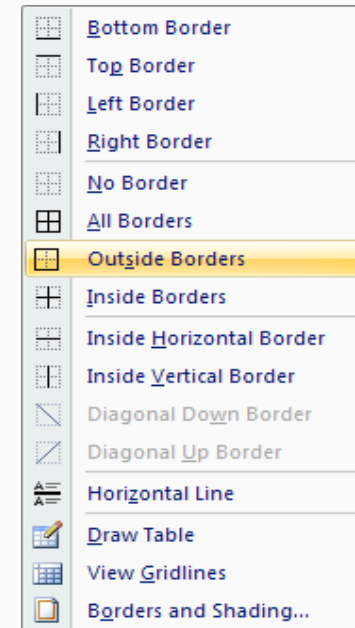 Bottom Border
Top Border
Left Border
Right Border
No Border
All Borders
Outside Borders
Inside Borders
Inside Horizontal Border
Inside Vertical Border
Diagonal Down Border
Diagonal Up Border
Horizontal Line
Draw Table
View Gridlines
Borders and Shading...